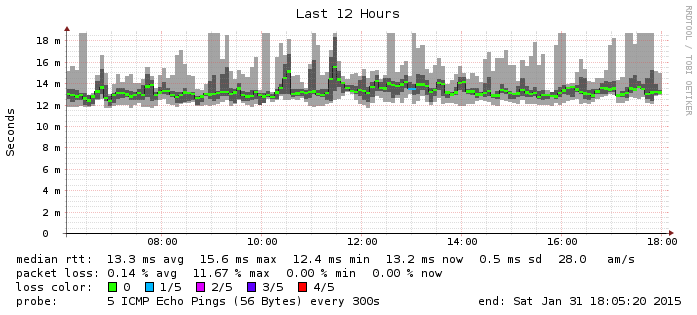 Last 12 Hours
RRDTOOL / TOBI OETIKER
Seconds
18 m
16 m
14 m
12 m
10 m
8 m
6 m
4 m
2 m
0
08:00 10:00 12:00 14:00 16:00 18:00
median rtt: 13.3 ms avg 15.6 ms max 12.4 ms min 13.2 ms now 0.5 ms sd 28.0 am/s
packet loss: 0.14 % avg 11.67 % max 0.00 % min 0.00 % now
loss color: 0 1/5 2/5 3/5 4/5
probe: 5 ICMP Echo Pings (56 Bytes) every 300s end: Sat Jan 31 18:05:20 2015